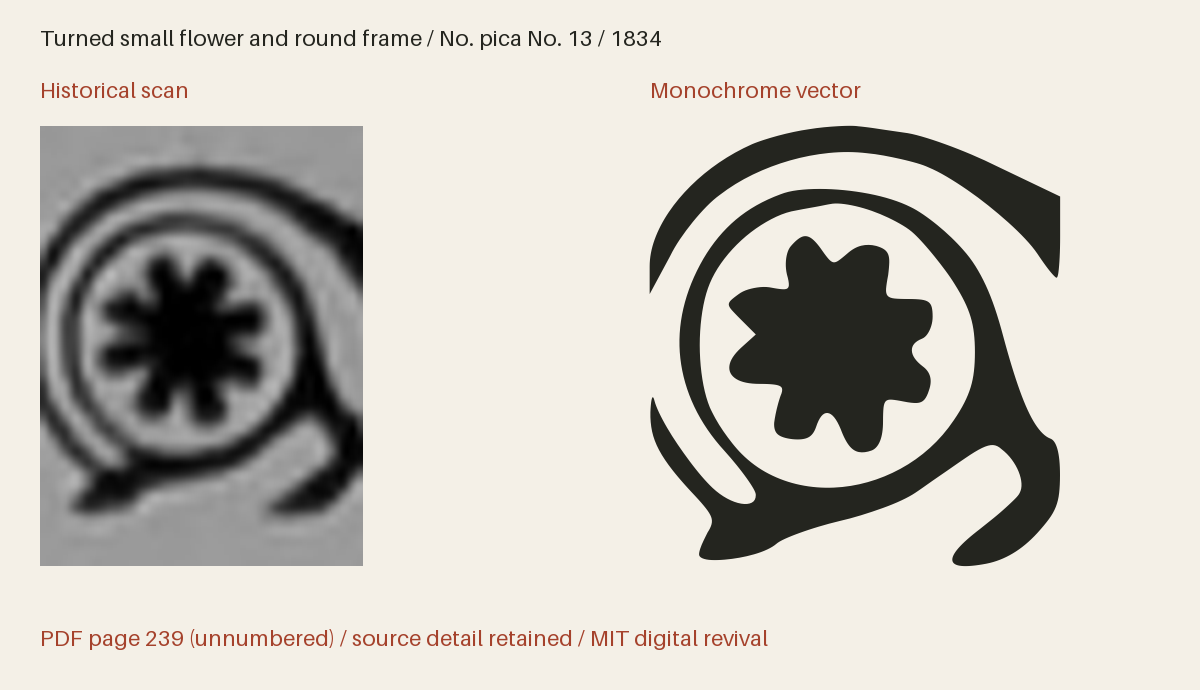 Turned small flower and round frame / No. pica No. 13 / 1834
Historical scan
Monochrome vector
PDF page 239 (unnumbered) / source detail retained / MIT digital revival